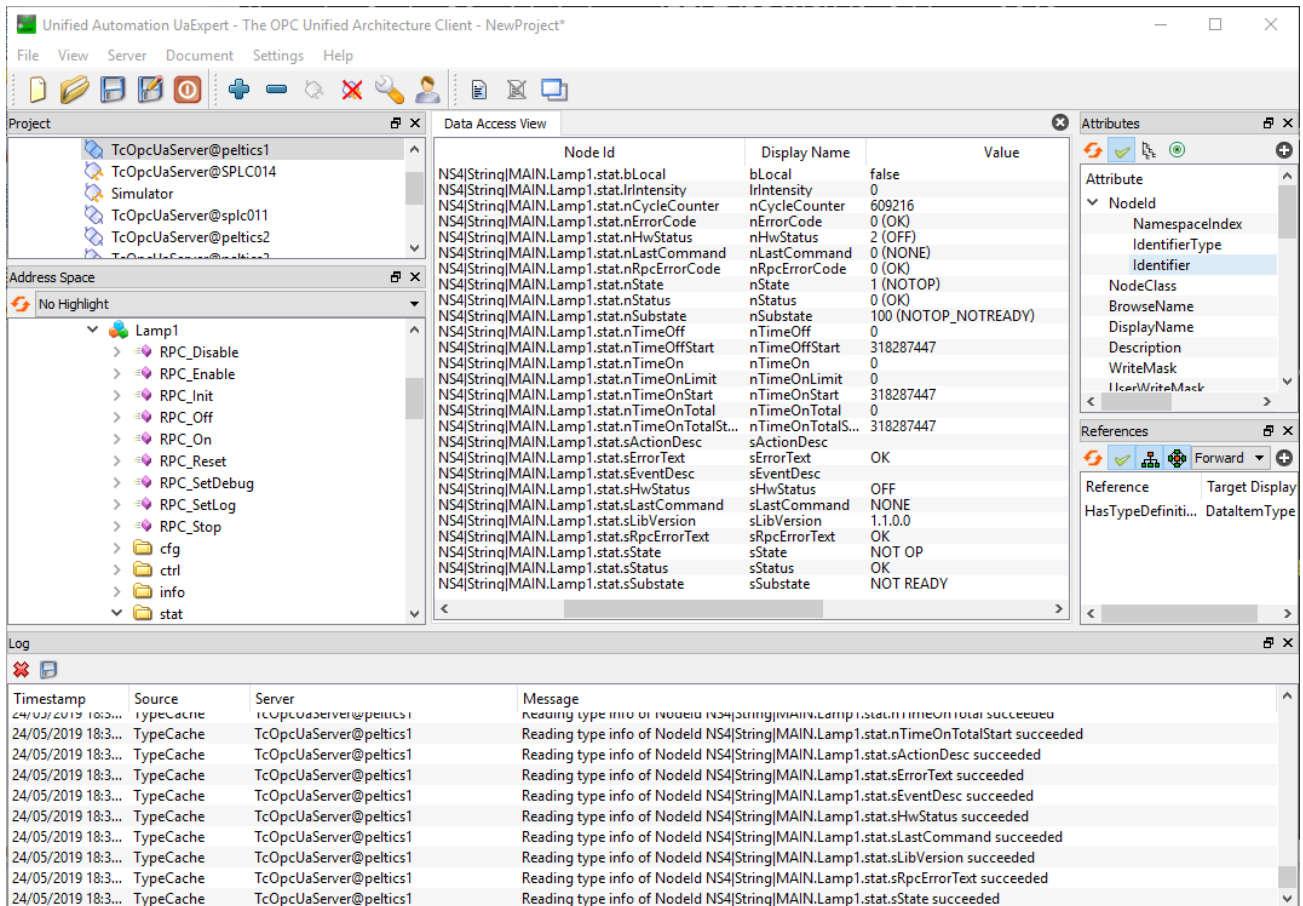 Unified Automation UaExpert - The OPC Unified Architecture Client - NewProject*
File View Server Document Settings Help
Project
TcOpcUaServer@peltics1
TcOpcUaServer@SPLC014
Simulator
TcOpcUaServer@splc011
TcOpcUaServer@peltics2
Address Space
No Highlight
Lamp1
RPC_Disable
RPC_Enable
RPC_Init
RPC_Off
RPC_On
RPC_Reset
RPC_SetDebug
RPC_SetLog
RPC_Stop
cfg
ctrl
info
stat
Data Access View
Node Id Display Name Value
NS4|String|MAIN.Lamp1.stat.bLocal bLocal false
NS4|String|MAIN.Lamp1.stat.lrIntensity lrIntensity 0
NS4|String|MAIN.Lamp1.stat.nCycleCounter nCycleCounter 609216
NS4|String|MAIN.Lamp1.stat.nErrorCode nErrorCode 0 (OK)
NS4|String|MAIN.Lamp1.stat.nHwStatus nHwStatus 2 (OFF)
NS4|String|MAIN.Lamp1.stat.nLastCommand nLastCommand 0 (NONE)
NS4|String|MAIN.Lamp1.stat.nRpcErrorCode nRpcErrorCode 0 (OK)
NS4|String|MAIN.Lamp1.stat.nState nState 1 (NOTOP)
NS4|String|MAIN.Lamp1.stat.nStatus nStatus 0 (OK)
NS4|String|MAIN.Lamp1.stat.nSubstate nSubstate 100 (NOTOP_NOTREADY)
NS4|String|MAIN.Lamp1.stat.nTimeOff nTimeOff 0
NS4|String|MAIN.Lamp1.stat.nTimeOffStart nTimeOffStart 318287447
NS4|String|MAIN.Lamp1.stat.nTimeOn nTimeOn 0
NS4|String|MAIN.Lamp1.stat.nTimeOnLimit nTimeOnLimit 0
NS4|String|MAIN.Lamp1.stat.nTimeOnStart nTimeOnStart 318287447
NS4|String|MAIN.Lamp1.stat.nTimeOnTotal nTimeOnTotal 0
NS4|String|MAIN.Lamp1.stat.nTimeOnTotalSt... nTimeOnTotalS... 318287447
NS4|String|MAIN.Lamp1.stat.sActionDesc sActionDesc
NS4|String|MAIN.Lamp1.stat.sErrorText sErrorText OK
NS4|String|MAIN.Lamp1.stat.sEventDesc sEventDesc
NS4|String|MAIN.Lamp1.stat.sHwStatus sHwStatus OFF
NS4|String|MAIN.Lamp1.stat.sLastCommand sLastCommand NONE
NS4|String|MAIN.Lamp1.stat.sLibVersion sLibVersion 1.1.0.0
NS4|String|MAIN.Lamp1.stat.sRpcErrorText sRpcErrorText OK
NS4|String|MAIN.Lamp1.stat.sState sState NOT OP
NS4|String|MAIN.Lamp1.stat.sStatus sStatus OK
NS4|String|MAIN.Lamp1.stat.sSubstate sSubstate NOT READY
Attributes
Attribute
NodeId
NamespaceIndex
IdentifierType
Identifier
NodeClass
BrowseName
DisplayName
Description
WriteMask
UserWriteMask
References
Forward
Reference Target Display
HasTypeDefiniti... DataItemType
Log
Timestamp Source Server Message
24/05/2019 18:3... TypeCache TcOpcUaServer@peltics1 Reading type info of NodeId NS4|String|MAIN.Lamp1.stat.nTimeOnTotal succeeded
24/05/2019 18:3... TypeCache TcOpcUaServer@peltics1 Reading type info of NodeId NS4|String|MAIN.Lamp1.stat.nTimeOnTotalStart succeeded
24/05/2019 18:3... TypeCache TcOpcUaServer@peltics1 Reading type info of NodeId NS4|String|MAIN.Lamp1.stat.sActionDesc succeeded
24/05/2019 18:3... TypeCache TcOpcUaServer@peltics1 Reading type info of NodeId NS4|String|MAIN.Lamp1.stat.sErrorText succeeded
24/05/2019 18:3... TypeCache TcOpcUaServer@peltics1 Reading type info of NodeId NS4|String|MAIN.Lamp1.stat.sEventDesc succeeded
24/05/2019 18:3... TypeCache TcOpcUaServer@peltics1 Reading type info of NodeId NS4|String|MAIN.Lamp1.stat.sHwStatus succeeded
24/05/2019 18:3... TypeCache TcOpcUaServer@peltics1 Reading type info of NodeId NS4|String|MAIN.Lamp1.stat.sLastCommand succeeded
24/05/2019 18:3... TypeCache TcOpcUaServer@peltics1 Reading type info of NodeId NS4|String|MAIN.Lamp1.stat.sLibVersion succeeded
24/05/2019 18:3... TypeCache TcOpcUaServer@peltics1 Reading type info of NodeId NS4|String|MAIN.Lamp1.stat.sRpcErrorText succeeded
24/05/2019 18:3... TypeCache TcOpcUaServer@peltics1 Reading type info of NodeId NS4|String|MAIN.Lamp1.stat.sState succeeded